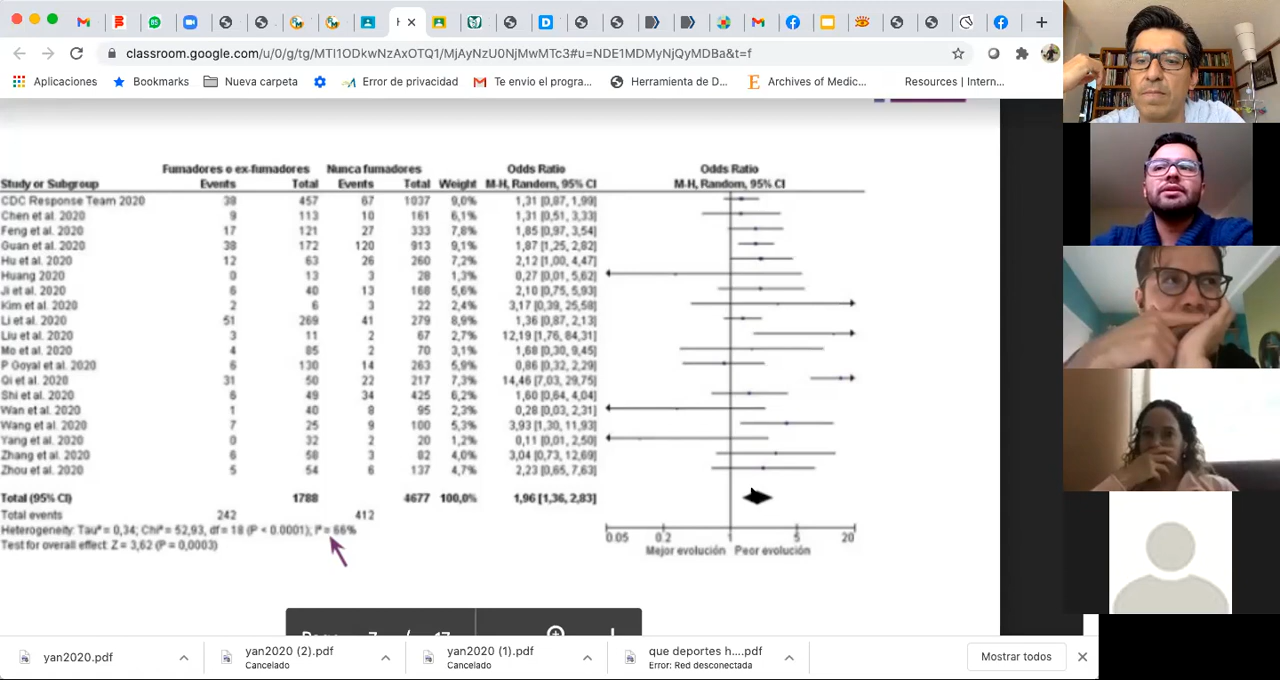 classroom.google.com/u/0/g/tg/MTI1ODkwNzAxOTQ1/MjAyNzU0NjMwMTc3#u=NDE1MDMyNjQyMDBa&t=f
Aplicaciones Bookmarks Nueva carpeta Error de privacidad Te envio el progra... Herramienta de D... Archives of Medic... Resources | Intern...
Fumadores o ex-fumadores Nunca fumadores Odds Ratio Odds Ratio
Study or Subgroup Events Total Events Total Weight M-H, Random, 95% CI M-H, Random, 95% CI
CDC Response Team 2020 38 457 67 1037 9,0% 1,31 [0,87, 1,99]
Chen et al. 2020 9 113 10 161 6,1% 1,31 [0,51, 3,33]
Feng et al. 2020 17 121 27 333 7,8% 1,85 [0,97, 3,54]
Guan et al. 2020 38 172 120 913 9,1% 1,87 [1,25, 2,82]
Hu et al. 2020 12 63 26 260 7,2% 2,12 [1,00, 4,47]
Huang 2020 0 13 3 28 1,3% 0,27 [0,01, 5,62]
Ji et al. 2020 6 40 13 168 5,6% 2,10 [0,75, 5,93]
Kim et al. 2020 2 6 3 22 2,4% 3,17 [0,39, 25,58]
Li et al. 2020 51 269 41 279 8,9% 1,36 [0,87, 2,13]
Liu et al. 2020 3 11 2 67 2,7% 12,19 [1,76, 84,31]
Mo et al. 2020 4 85 2 70 3,1% 1,68 [0,30, 9,45]
P Goyal et al. 2020 6 130 14 263 5,9% 0,86 [0,32, 2,29]
Qi et al. 2020 31 50 22 217 7,3% 14,46 [7,03, 29,75]
Shi et al. 2020 6 49 34 425 6,2% 1,60 [0,64, 4,04]
Wan et al. 2020 1 40 8 95 2,3% 0,28 [0,03, 2,31]
Wang et al. 2020 7 25 9 100 5,3% 3,93 [1,30, 11,93]
Yang et al. 2020 0 32 2 20 1,2% 0,11 [0,01, 2,50]
Zhang et al. 2020 6 58 3 82 4,0% 3,04 [0,73, 12,69]
Zhou et al. 2020 5 54 6 137 4,7% 2,23 [0,65, 7,63]
Total (95% CI) 1788 4677 100,0% 1,96 [1,36, 2,83]
Total events 242 412
Heterogeneity: Tau² = 0,34; Chi² = 52,93, df = 18 (P < 0.0001); I² = 66%
Test for overall effect: Z = 3,62 (P = 0,0003)
0.05 0.2 1 5 20
Mejor evolución Peor evolución
yan2020.pdf
yan2020 (2).pdf
Cancelado
yan2020 (1).pdf
Cancelado
que deportes h....pdf
Error: Red desconectada
Mostrar todos